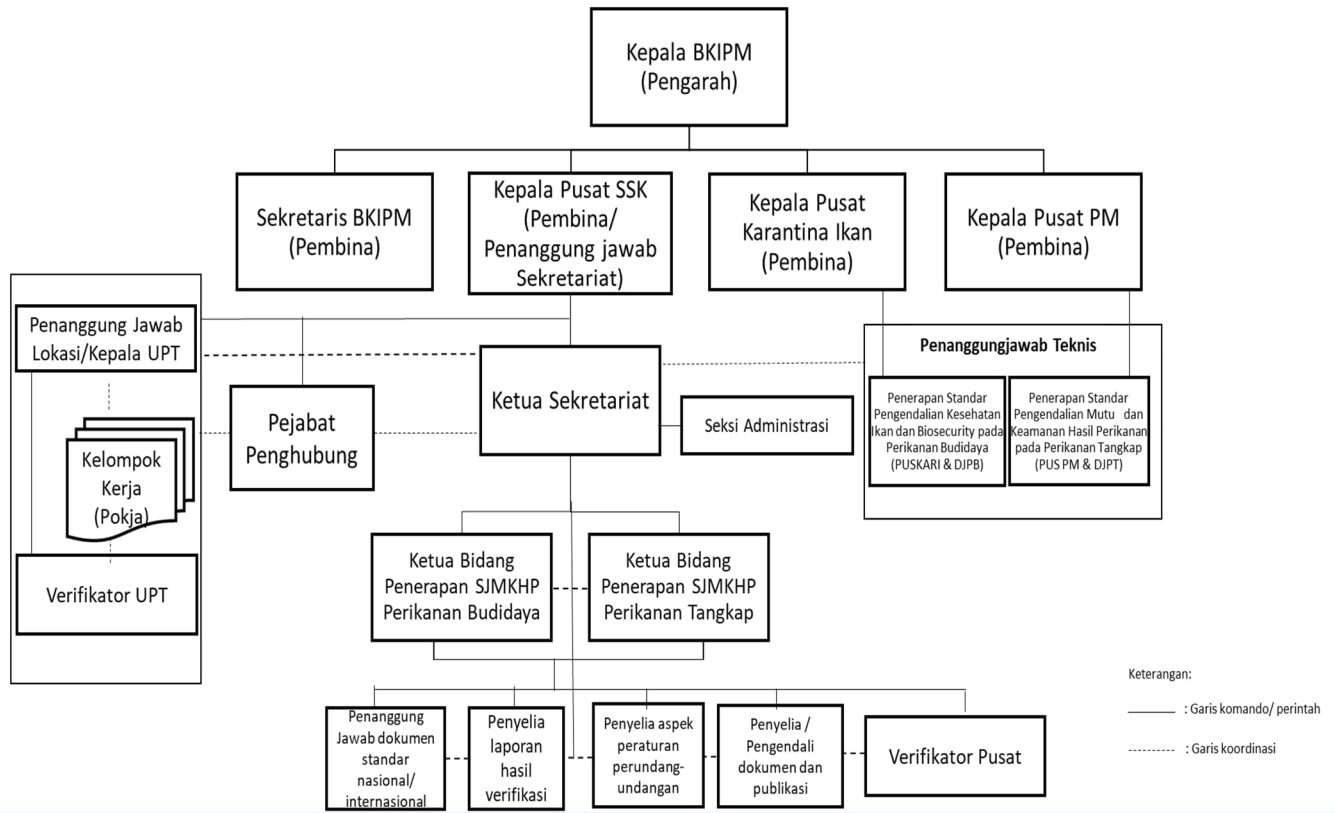 Kepala BKIPM
(Pengarah)
Sekretaris BKIPM
(Pembina)
Kepala Pusat SSK
(Pembina/
Penanggung jawab
Sekretariat)
Kepala Pusat
Karantina Ikan
(Pembina)
Kepala Pusat PM
(Pembina)
Penanggung Jawab
Lokasi/Kepala UPT
Kelompok
Kerja
(Pokja)
Verifikator UPT
Pejabat
Penghubung
Ketua Sekretariat
Seksi Administrasi
Penanggungjawab Teknis
Penerapan Standar
Pengendalian Kesehatan
Ikan dan Biosecurity pada
Perikanan Budidaya
(PUSKARI & DJPB)
Penerapan Standar
Pengendalian Mutu dan
Keamanan Hasil Perikanan
pada Perikanan Tangkap
(PUS PM & DJPT)
Ketua Bidang
Penerapan SJMKHP
Perikanan Budidaya
Ketua Bidang
Penerapan SJMKHP
Perikanan Tangkap
Penanggung
Jawab dokumen
standar
nasional/
internasional
Penyelia
laporan
hasil
verifikasi
Penyelia aspek
peraturan
perundang-
undangan
Penyelia /
Pengendali
dokumen dan
publikasi
Verifikator Pusat
Keterangan:
: Garis komando/ perintah
: Garis koordinasi